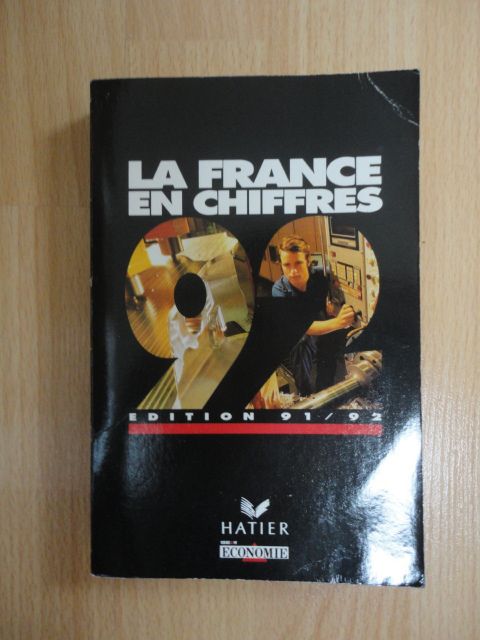 LA FRANCE
EN CHIFFRES
92
EDITION 91/92
HATIER
ECONOMIE